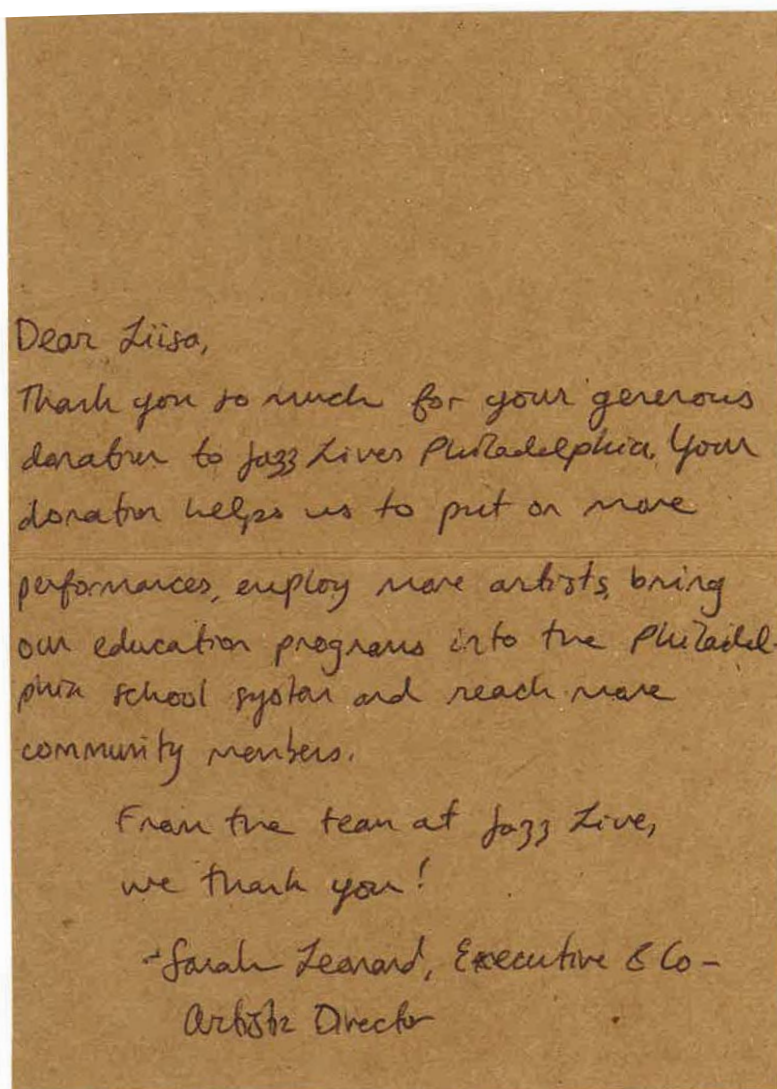 Dear Liisa,
Thank you so much for your generous
donation to Jazz Lives Philadelphia. Your
donation helps us to put on more
performances, employ more artists, bring
our education programs into the Philadel-
phia school system and reach more
community members.
From the team at Jazz Live,
we thank you!
-Sarah Leonard, Executive & Co-
Artistic Director